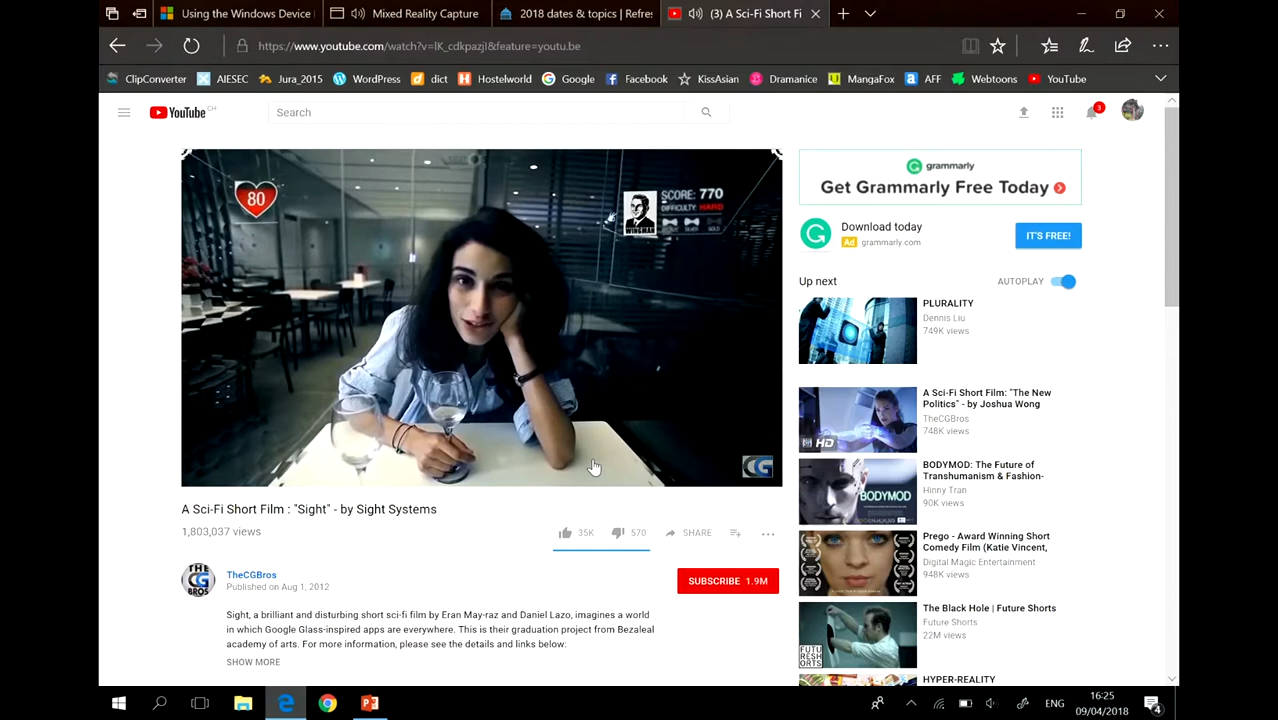 Using the Windows Device
Mixed Reality Capture
2018 dates & topics | Refres
(3) A Sci-Fi Short Fi
https://www.youtube.com/watch?v=lK_cdkpazjI&feature=youtu.be
ClipConverter
AIESEC
Jura_2015
WordPress
dict
Hostelworld
Google
Facebook
KissAsian
Dramanice
MangaFox
AFF
Webtoons
YouTube
YouTube CH
Search
3
80
SCORE: 770
DIFFICULTY: HARD
WINGMAN
SILVER
GOLD
CG
grammarly
Get Grammarly Free Today
Download today
Ad grammarly.com
IT'S FREE!
Up next
AUTOPLAY
PLURALITY
Dennis Liu
749K views
HD
A Sci-Fi Short Film: "The New
Politics" - by Joshua Wong
TheCGBros
748K views
BODYMOD
BODYMOD: The Future of
Transhumanism & Fashion-
Hinny Tran
90K views
Prego - Award Winning Short
Comedy Film (Katie Vincent,
Digital Magic Entertainment
948K views
FUTU
RESH
ORTS
The Black Hole | Future Shorts
Future Shorts
22M views
HYPER-REALITY
A Sci-Fi Short Film : "Sight" - by Sight Systems
1,803,037 views
35K
570
SHARE
THE
CG
BROS
TheCGBros
Published on Aug 1, 2012
SUBSCRIBE 1.9M
Sight, a brilliant and disturbing short sci-fi film by Eran May-raz and Daniel Lazo, imagines a world
in which Google Glass-inspired apps are everywhere. This is their graduation project from Bezaleal
academy of arts. For more information, please see the details and links below:
SHOW MORE
ENG
16:25
09/04/2018
4